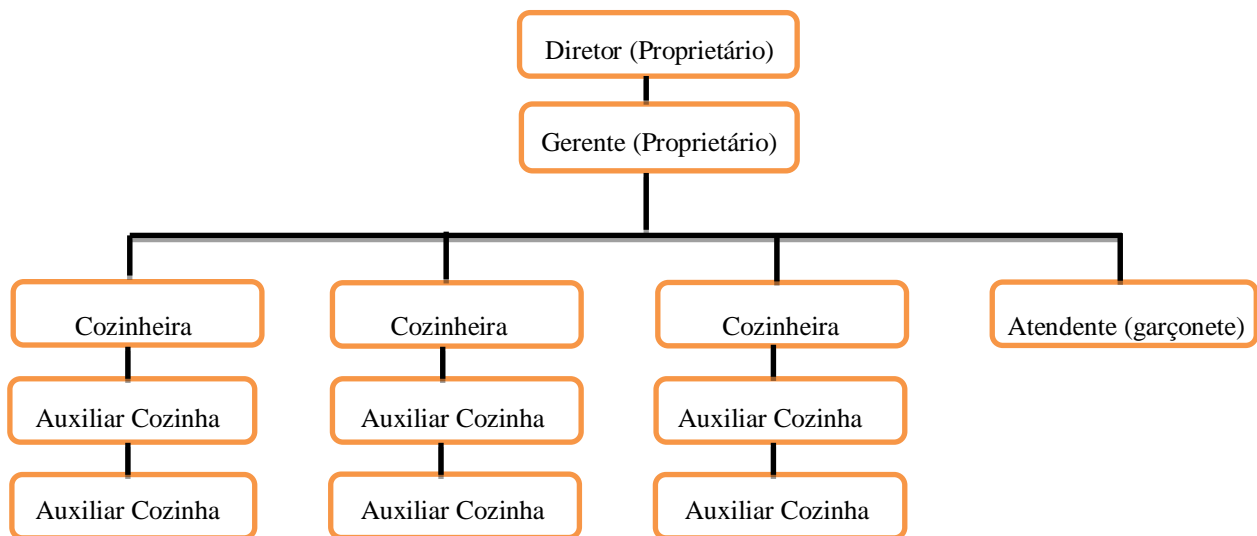 Diretor (Proprietário)
Gerente (Proprietário)
Cozinheira
Cozinheira
Cozinheira
Atendente (garçonete)
Auxiliar Cozinha
Auxiliar Cozinha
Auxiliar Cozinha
Auxiliar Cozinha
Auxiliar Cozinha
Auxiliar Cozinha